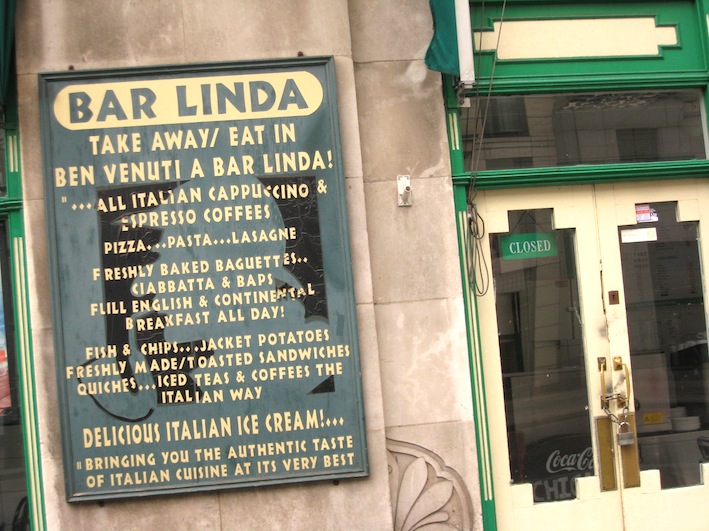 BAR LINDA
TAKE AWAY/ EAT IN
BEN VENUTI A BAR LINDA!
"...ALL ITALIAN CAPPUCCINO &
ESPRESSO COFFEES
PIZZA...PASTA...LASAGNE
FRESHLY BAKED BAGUETTES..
CIABBATTA & BAPS
FLILL ENGLISH & CONTINENTAL
BREAKFAST ALL DAY!
FISH & CHIPS...JACKET POTATOES
FRESHLY MADE/TOASTED SANDWICHES
QUICHES...ICED TEAS & COFFEES THE
ITALIAN WAY
DELICIOUS ITALIAN ICE CREAM!...
"BRINGING YOU THE AUTHENTIC TASTE
OF ITALIAN CUISINE AT ITS VERY BEST
CLOSED
Coca-Cola
CHI